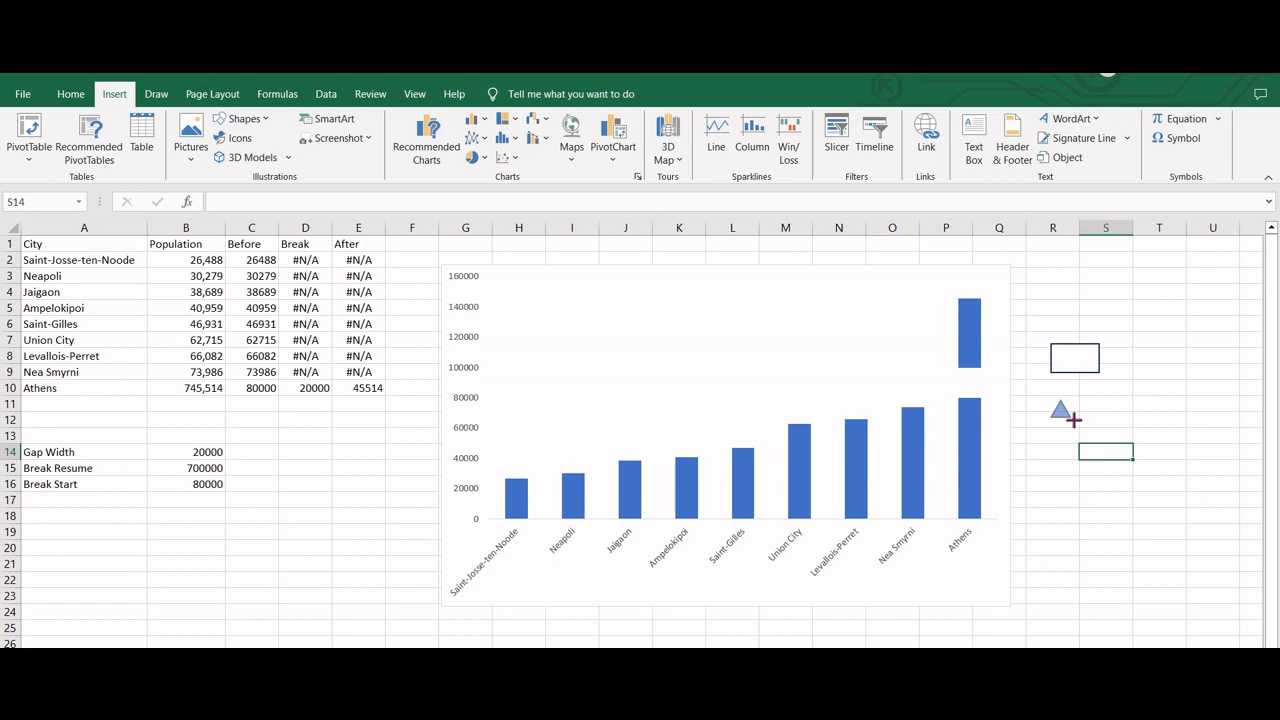 File Home Insert Draw Page Layout Formulas Data Review View Help Tell me what you want to do
PivotTable Recommended PivotTables Table Pictures Shapes Icons 3D Models SmartArt Screenshot Recommended Charts Maps PivotChart 3D Map Line Column Win/Loss Slicer Timeline Link Text Box Header & Footer WordArt Signature Line Object Equation Symbol
Tables Illustrations Charts Tours Sparklines Filters Links Text Symbols
S14 fx
A B C D E F G H I J K L M N O P Q R S T U
1 City Population Before Break After
2 Saint-Josse-ten-Noode 26,488 26488 #N/A #N/A
3 Neapoli 30,279 30279 #N/A #N/A
4 Jaigaon 38,689 38689 #N/A #N/A
5 Ampelokipoi 40,959 40959 #N/A #N/A
6 Saint-Gilles 46,931 46931 #N/A #N/A
7 Union City 62,715 62715 #N/A #N/A
8 Levallois-Perret 66,082 66082 #N/A #N/A
9 Nea Smyrni 73,986 73986 #N/A #N/A
10 Athens 745,514 80000 20000 45514
11
12
13
14 Gap Width 20000
15 Break Resume 700000
16 Break Start 80000
17
18
19
20
21
22
23
24
25
26
160000
140000
120000
100000
80000
60000
40000
20000
0
Saint-Josse-ten-Noode Neapoli Jaigaon Ampelokipoi Saint-Gilles Union City Levallois-Perret Nea Smyrni Athens